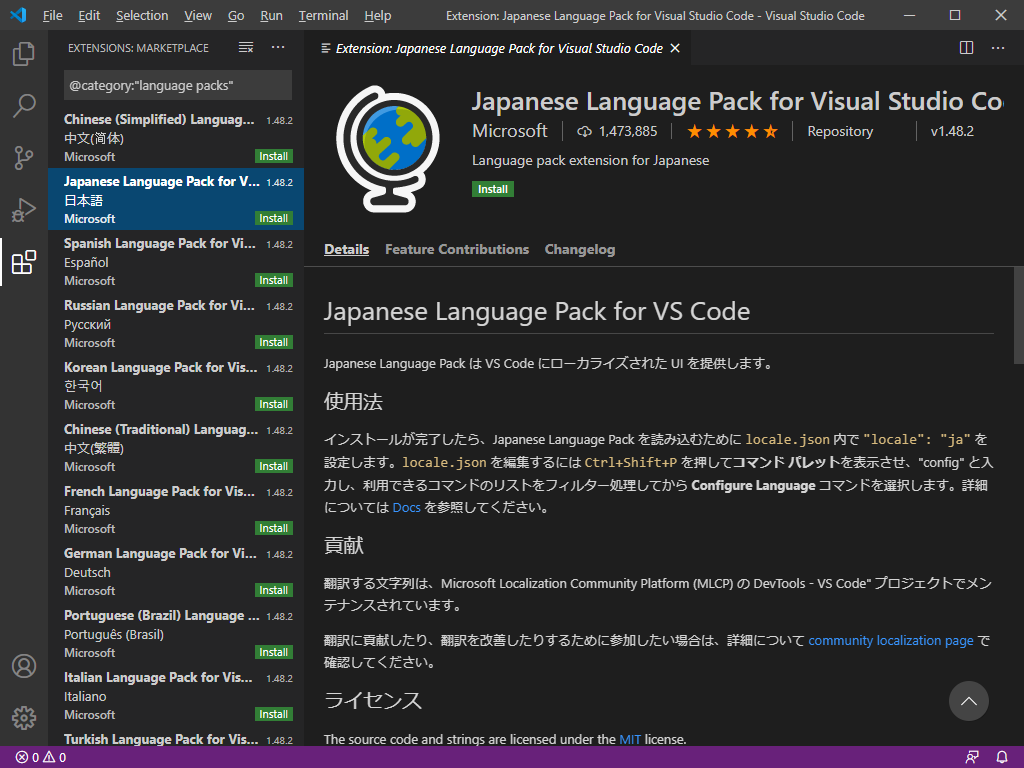 File Edit Selection View Go Run Terminal Help Extension: Japanese Language Pack for Visual Studio Code - Visual Studio Code
EXTENSIONS: MARKETPLACE
@category:"language packs"
Chinese (Simplified) Languag... 1.48.2
中文(简体)
Microsoft Install
Japanese Language Pack for V... 1.48.2
日本語
Microsoft Install
Spanish Language Pack for Vi... 1.48.2
Español
Microsoft Install
Russian Language Pack for Vi... 1.48.2
Русский
Microsoft Install
Korean Language Pack for Vis... 1.48.2
한국어
Microsoft Install
Chinese (Traditional) Languag... 1.48.2
中文(繁體)
Microsoft Install
French Language Pack for Vis... 1.48.2
Français
Microsoft Install
German Language Pack for Vi... 1.48.2
Deutsch
Microsoft Install
Portuguese (Brazil) Language ... 1.48.2
Português (Brasil)
Microsoft Install
Italian Language Pack for Vis... 1.48.2
Italiano
Microsoft Install
Turkish Language Pack for Vis... 1.48.2
Extension: Japanese Language Pack for Visual Studio Code
Japanese Language Pack for Visual Studio Co
Microsoft 1,473,885 Repository v1.48.2
Language pack extension for Japanese
Install
Details Feature Contributions Changelog
Japanese Language Pack for VS Code
Japanese Language Pack は VS Code にローカライズされた UI を提供します。
使用法
インストールが完了したら、Japanese Language Pack を読み込むために locale.json 内で "locale": "ja" を
設定します。locale.json を編集するには Ctrl+Shift+P を押してコマンド パレットを表示させ、"config" と入
力し、利用できるコマンドのリストをフィルター処理してから Configure Language コマンドを選択します。詳細
については Docs を参照してください。
貢献
翻訳する文字列は、Microsoft Localization Community Platform (MLCP) の DevTools - VS Code" プロジェクトでメン
テナンスされています。
翻訳に貢献したり、翻訳を改善したりするために参加したい場合は、詳細について community localization page で
確認してください。
ライセンス
The source code and strings are licensed under the MIT license.
0 0